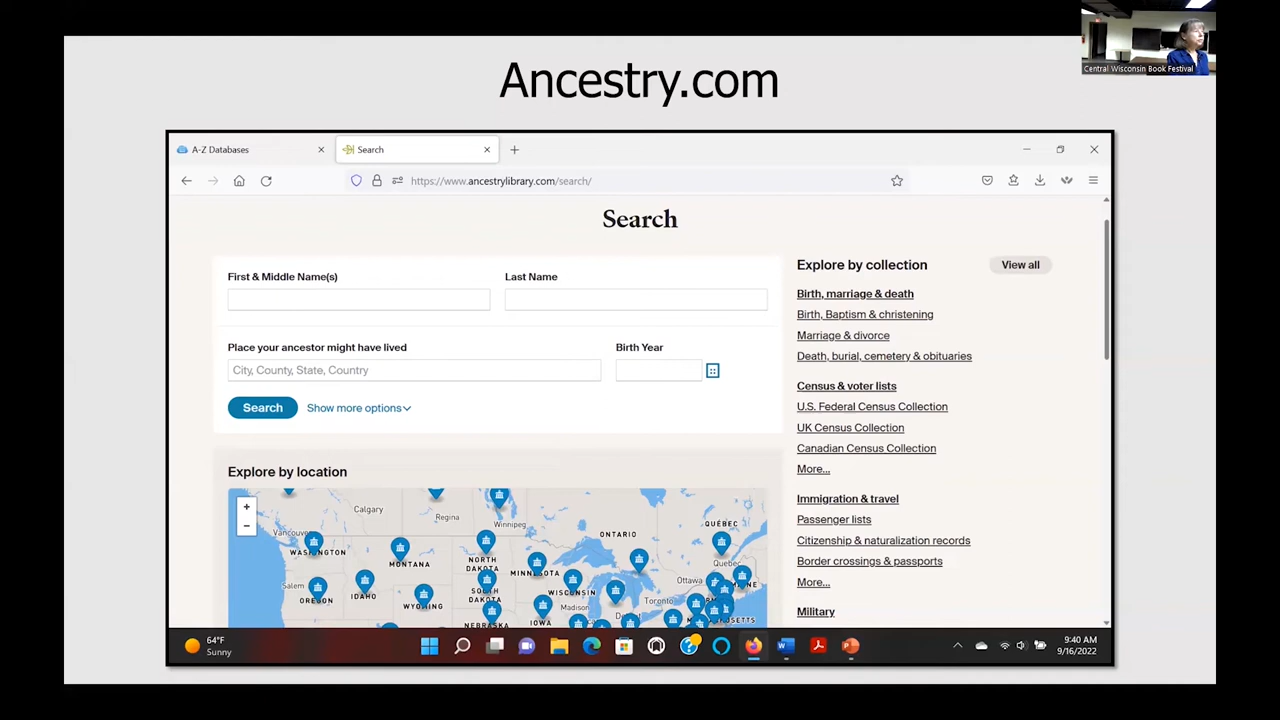 Central Wisconsin Book Festival
Ancestry.com
A-Z Databases
Search
https://www.ancestrylibrary.com/search/
Search
First & Middle Name(s)
Last Name
Place your ancestor might have lived
Birth Year
City, County, State, Country
Search
Show more options
Explore by location
+
−
Calgary
Regina
Winnipeg
Vancouver
ONTARIO
QUÉBEC
WASHINGTON
MONTANA
NORTH
DAKOTA
MINNESOTA
Quebec
Ottawa
MAINE
Salem
OREGON
IDAHO
WYOMING
SOUTH
DAKOTA
WISCONSIN
Madison
Toronto
IOWA
NEBRASKA
MASSACHUSETTS
Explore by collection
View all
Birth, marriage & death
Birth, Baptism & christening
Marriage & divorce
Death, burial, cemetery & obituaries
Census & voter lists
U.S. Federal Census Collection
UK Census Collection
Canadian Census Collection
More...
Immigration & travel
Passenger lists
Citizenship & naturalization records
Border crossings & passports
More...
Military
64°F
Sunny
9:40 AM
9/16/2022